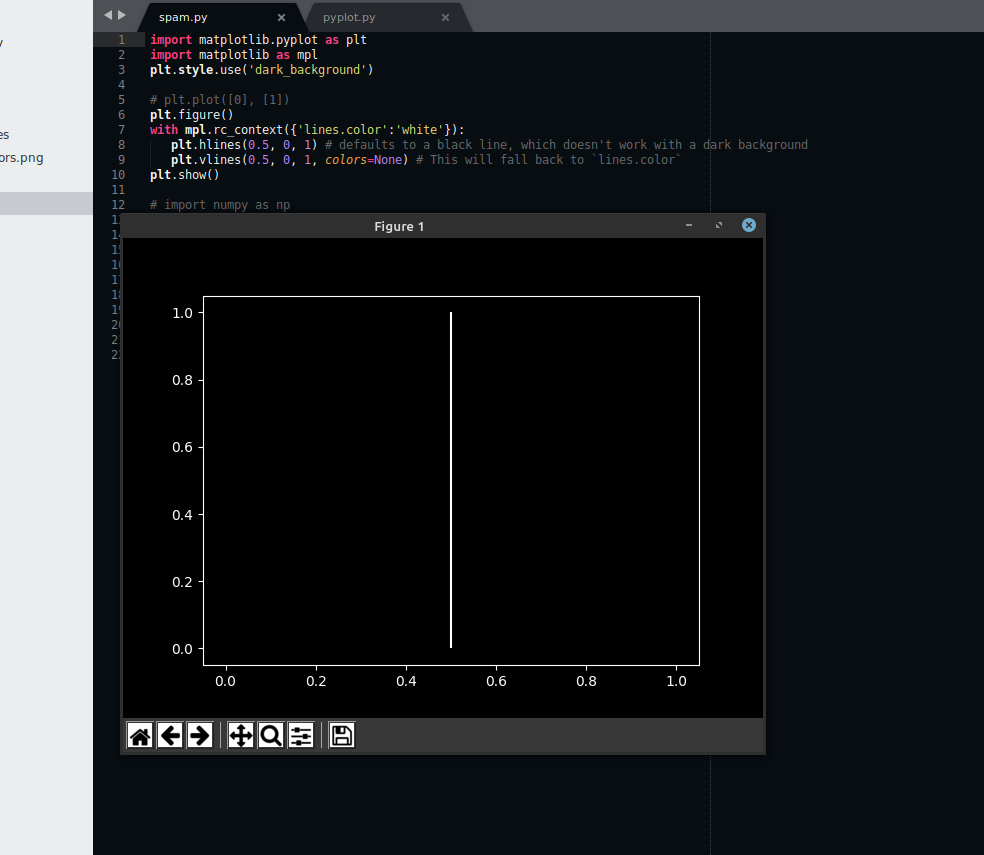 spam.py
pyplot.py
1 import matplotlib.pyplot as plt
2 import matplotlib as mpl
3 plt.style.use('dark_background')
4
5 # plt.plot([0], [1])
6 plt.figure()
7 with mpl.rc_context({'lines.color':'white'}):
8 plt.hlines(0.5, 0, 1) # defaults to a black line, which doesn't work with a dark background
9 plt.vlines(0.5, 0, 1, colors=None) # This will fall back to `lines.color`
10 plt.show()
11
12 # import numpy as np
es
ors.png
Figure 1
1.0
0.8
0.6
0.4
0.2
0.0
0.0 0.2 0.4 0.6 0.8 1.0